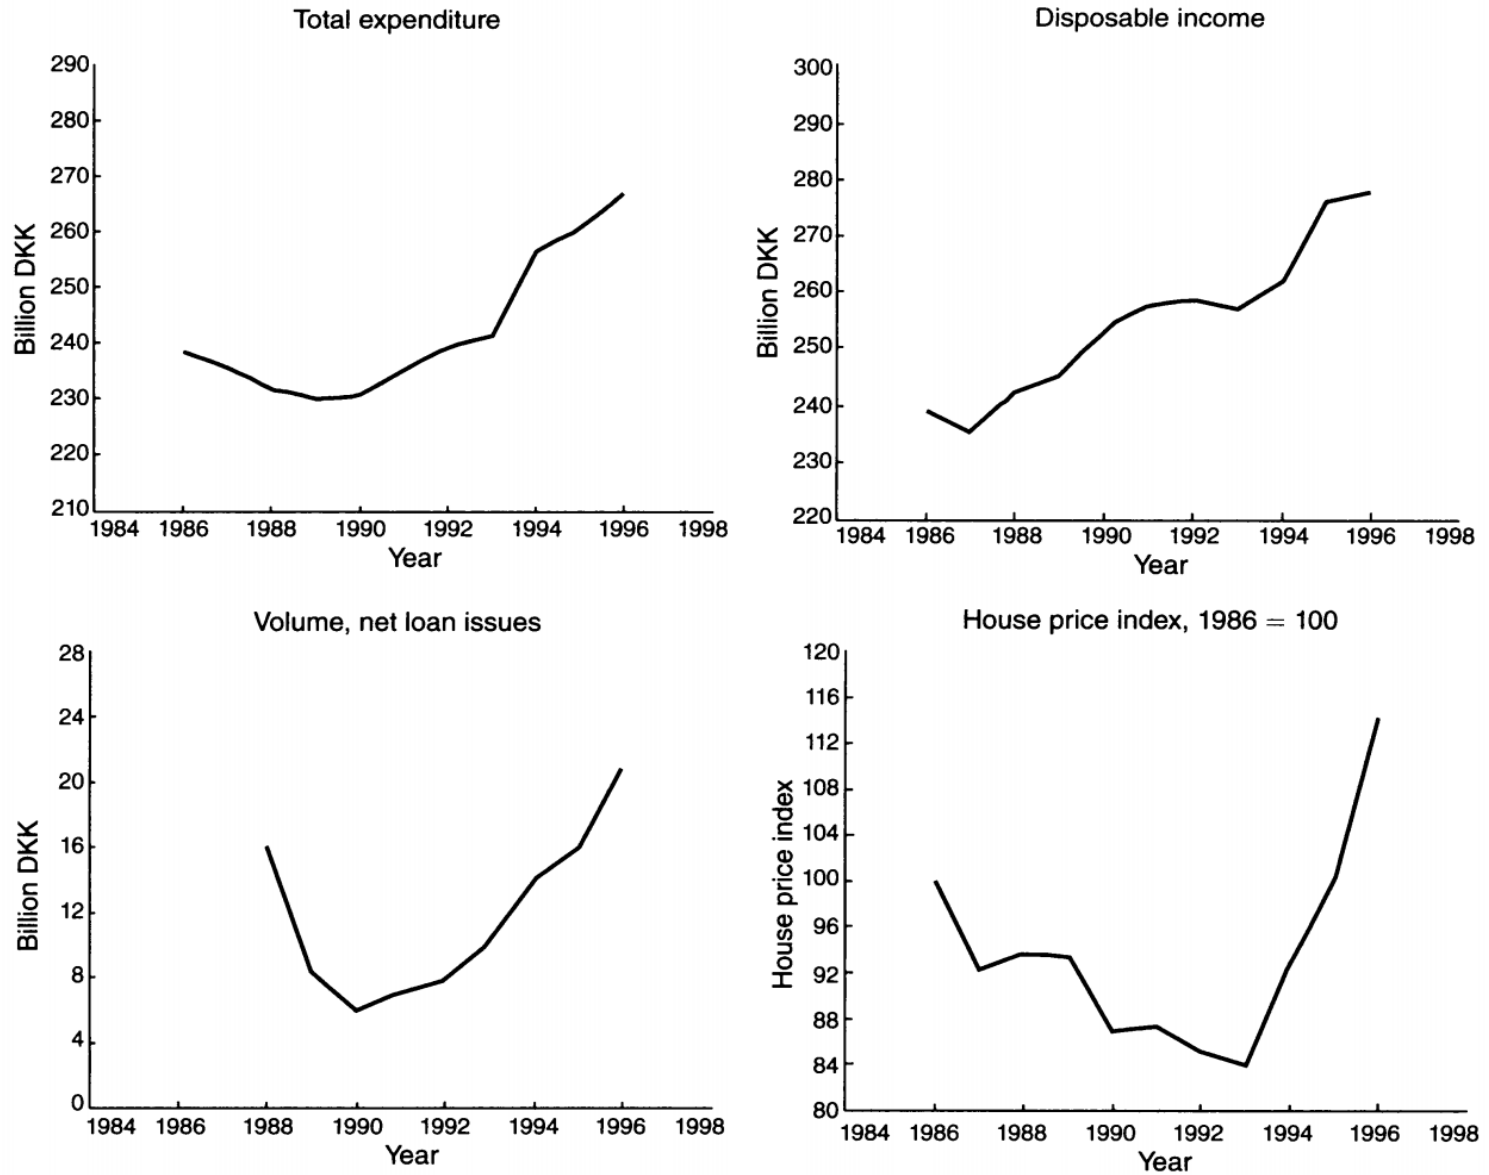 Total expenditure
290
280
270
260
250
240
230
220
210
Billion DKK
1984 1986 1988 1990 1992 1994 1996 1998
Year
Disposable income
300
290
280
270
260
250
240
230
220
Billion DKK
1984 1986 1988 1990 1992 1994 1996 1998
Year
Volume, net loan issues
28
24
20
16
12
8
4
0
Billion DKK
1984 1986 1988 1990 1992 1994 1996 1998
Year
House price index, 1986 = 100
120
116
112
108
104
100
96
92
88
84
80
House price index
1984 1986 1988 1990 1992 1994 1996 1998
Year